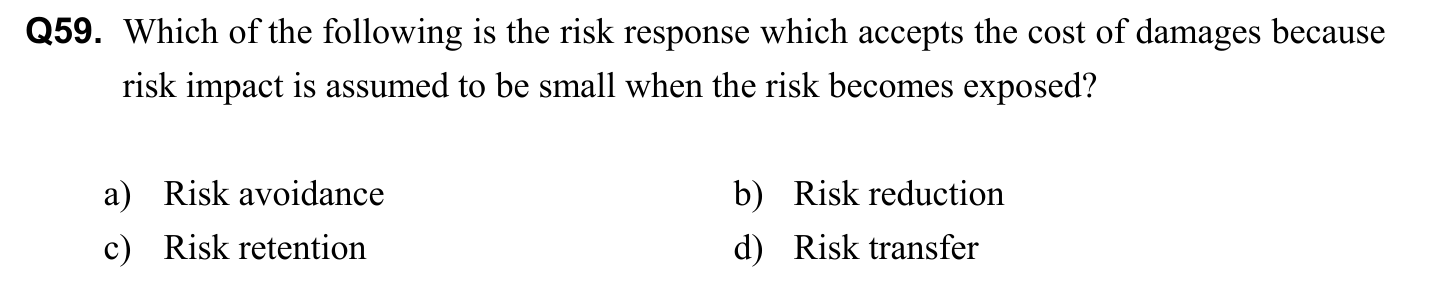 Q59. Which of the following is the risk response which accepts the cost of damages because
risk impact is assumed to be small when the risk becomes exposed?
a) Risk avoidance b) Risk reduction
c) Risk retention d) Risk transfer